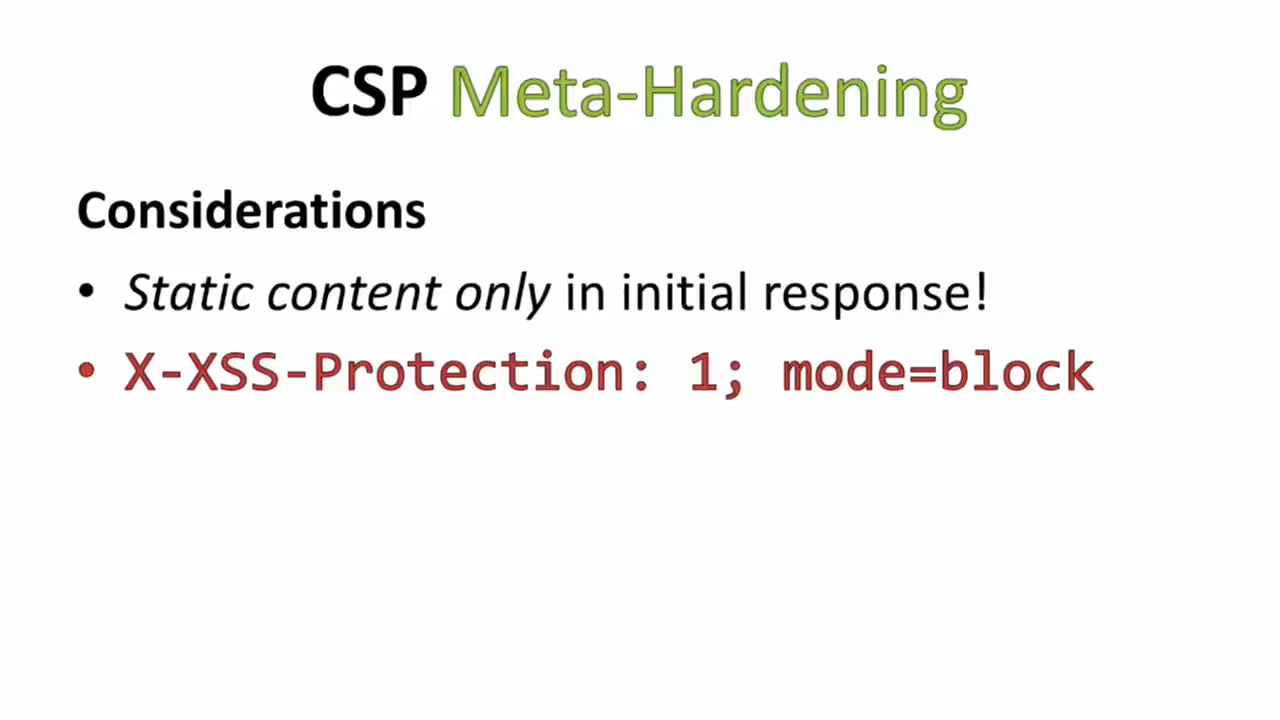 CSP Meta-Hardening
Considerations
• Static content only in initial response!
• X-XSS-Protection: 1; mode=block